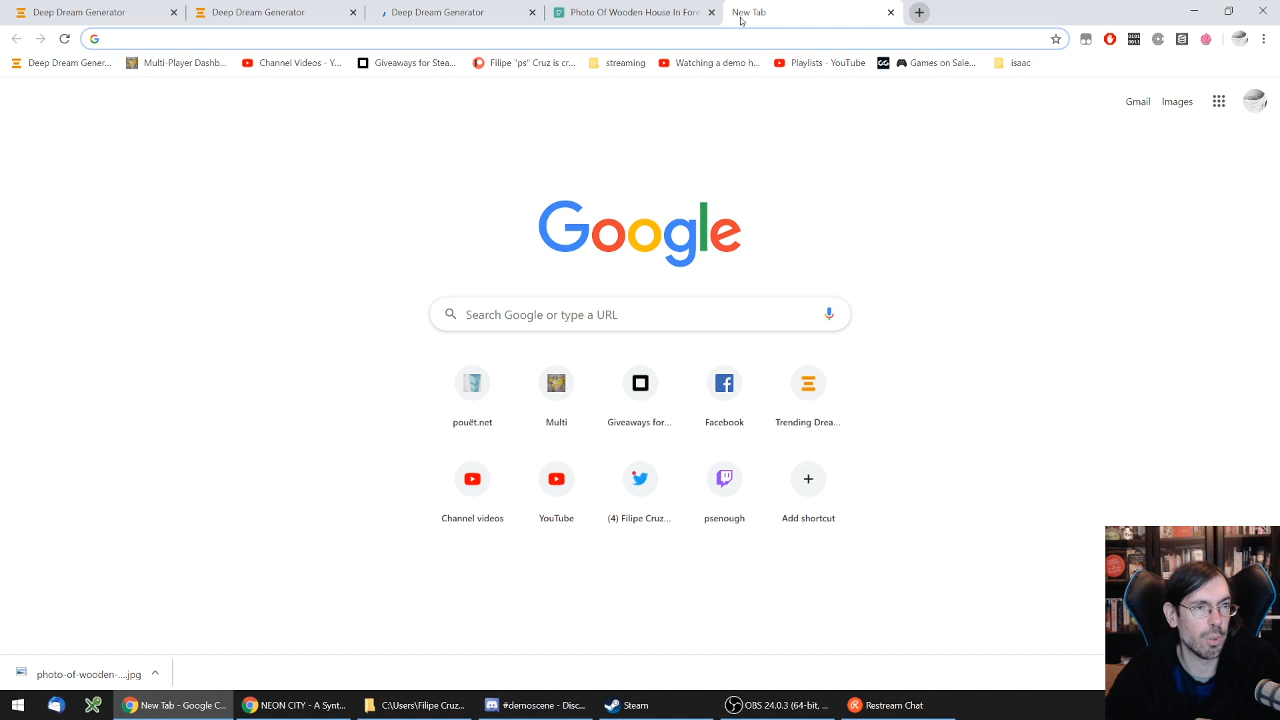 Deep Dream Generator
Deep Dream Generator
Deep Dream Generator
Photo Of Wooden House In Fore
New Tab
Deep Dream Gener...
Multi-Player Dashb...
Channel Videos - Y...
Giveaways for Stea...
Filipe "ps" Cruz is cr...
streaming
Watching a demo h...
Playlists - YouTube
GG
Games on Sale...
isaac
Gmail
Images
Google
Search Google or type a URL
pouët.net
Multi
Giveaways for...
Facebook
Trending Drea...
Channel videos
YouTube
(4) Filipe Cruz...
psenough
Add shortcut
photo-of-wooden-....jpg
New Tab - Google C...
NEON CITY - A Synt...
C:\Users\Filipe Cruz...
#demoscene - Disc...
Steam
OBS 24.0.3 (64-bit, ...
Restream Chat